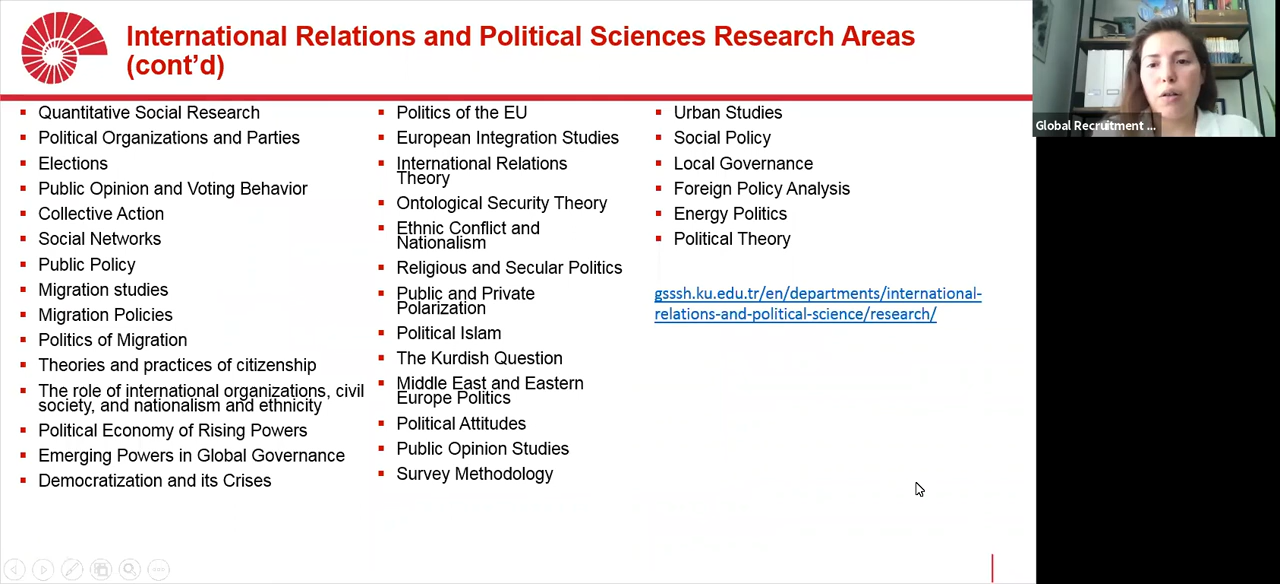 International Relations and Political Sciences Research Areas
(cont'd)
Quantitative Social Research
Political Organizations and Parties
Elections
Public Opinion and Voting Behavior
Collective Action
Social Networks
Public Policy
Migration studies
Migration Policies
Politics of Migration
Theories and practices of citizenship
The role of international organizations, civil
society, and nationalism and ethnicity
Political Economy of Rising Powers
Emerging Powers in Global Governance
Democratization and its Crises
Politics of the EU
European Integration Studies
International Relations
Theory
Ontological Security Theory
Ethnic Conflict and
Nationalism
Religious and Secular Politics
Public and Private
Polarization
Political Islam
The Kurdish Question
Middle East and Eastern
Europe Politics
Political Attitudes
Public Opinion Studies
Survey Methodology
Urban Studies
Social Policy
Local Governance
Foreign Policy Analysis
Energy Politics
Political Theory
gsssh.ku.edu.tr/en/departments/international-
relations-and-political-science/research/
Global Recruitment ...